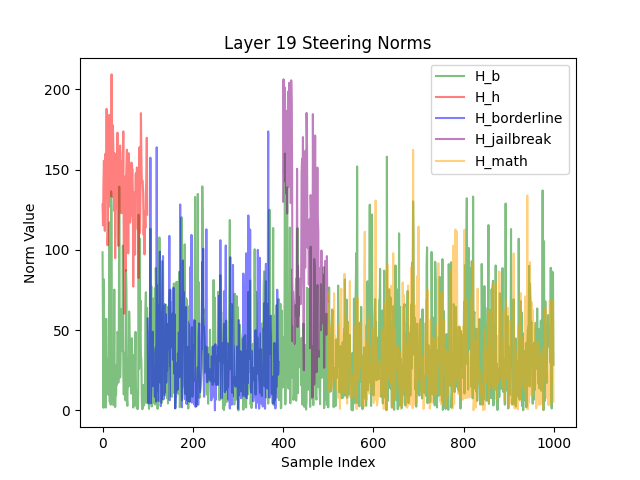 Layer 19 Steering Norms
H_b
H_h
H_borderline
H_jailbreak
H_math
Norm Value
200
150
100
50
0
0
200
400
600
800
1000
Sample Index